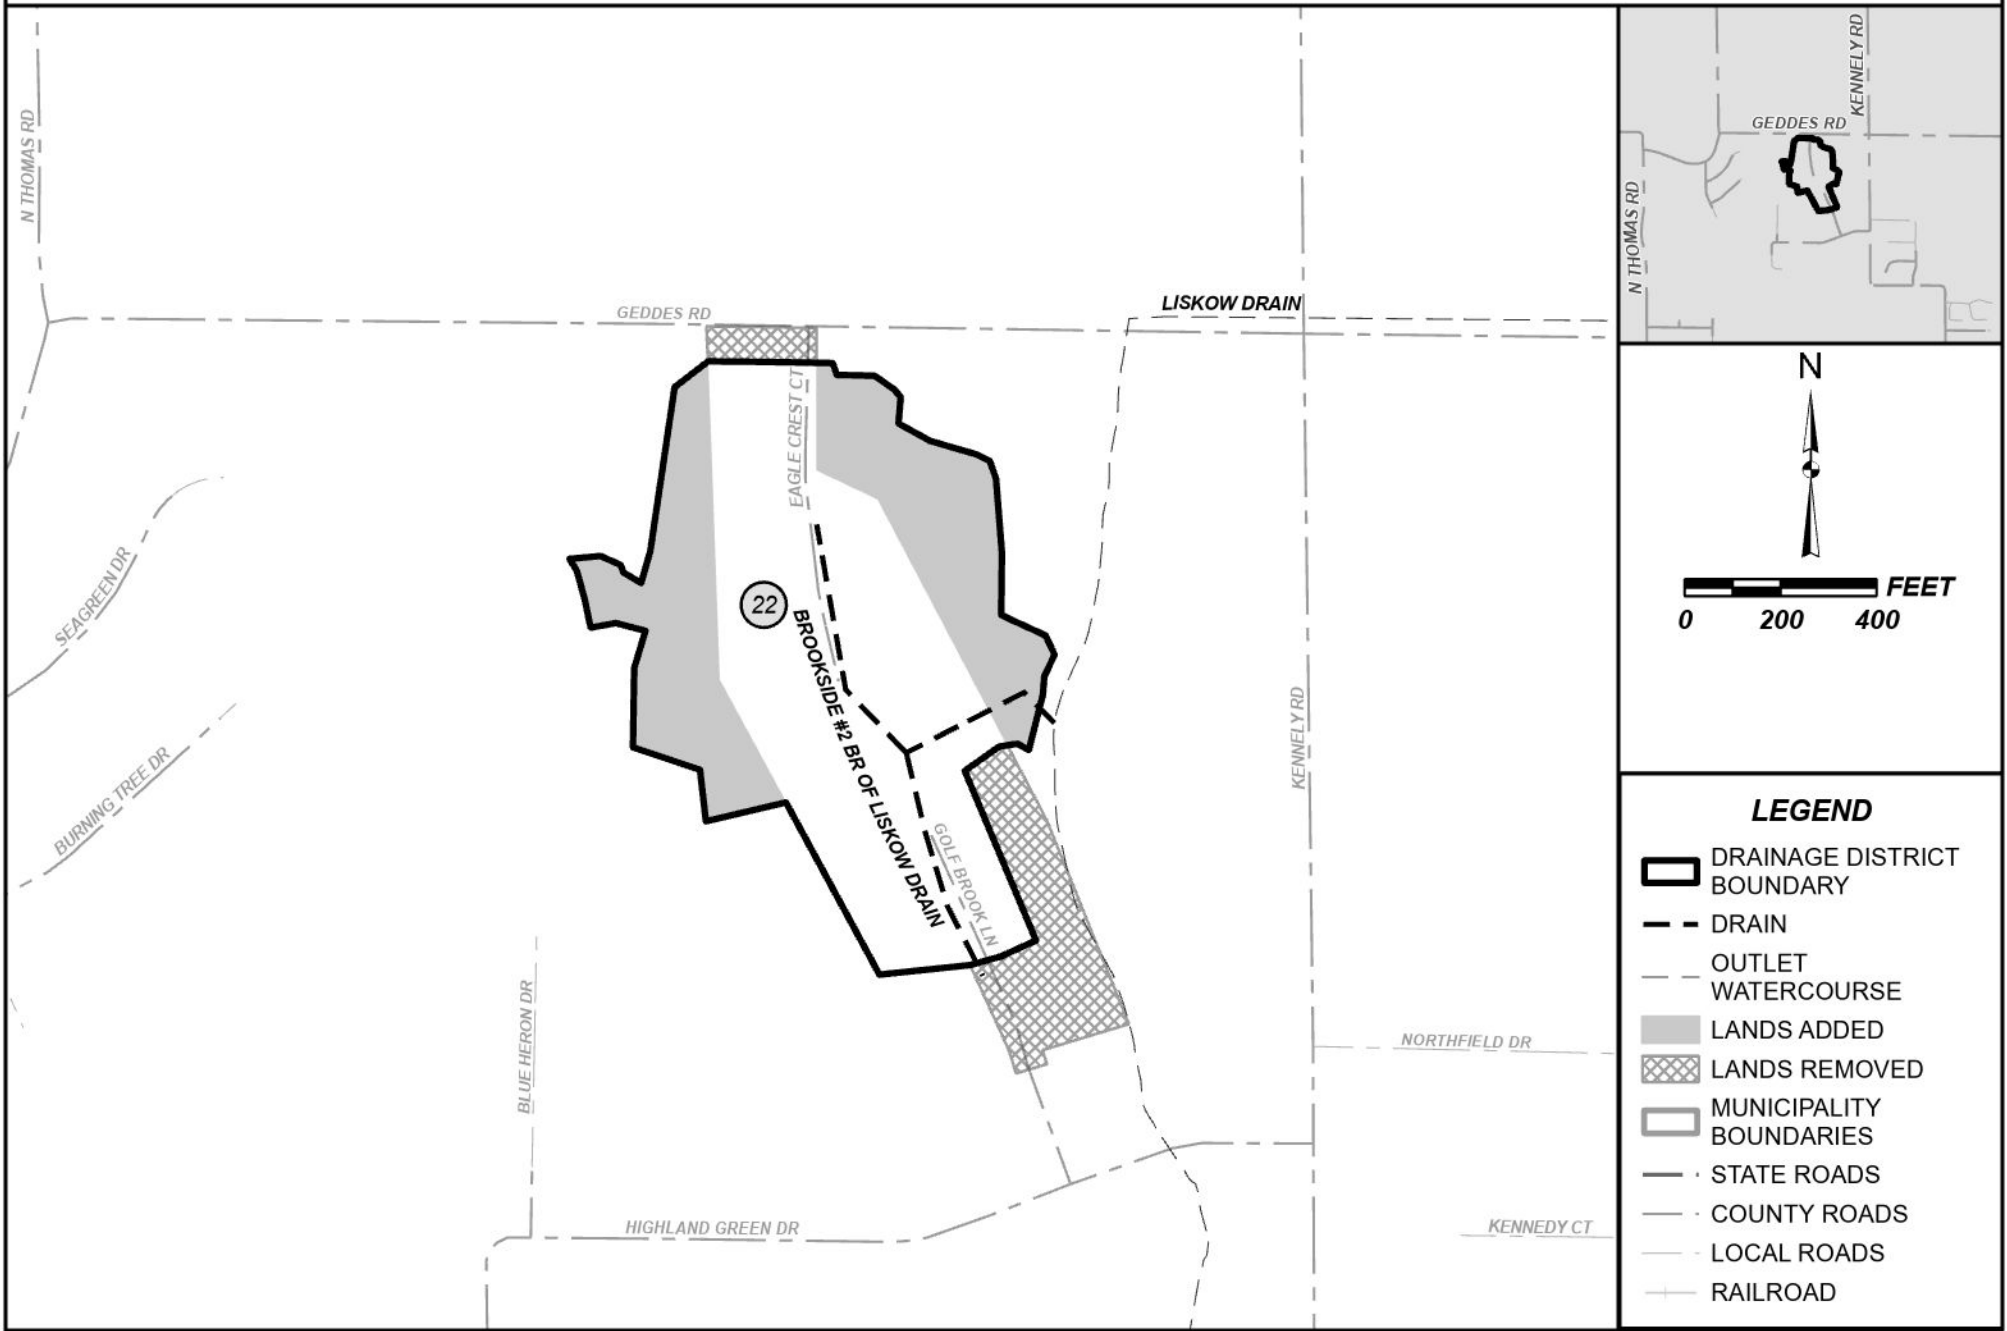 N THOMAS RD
GEDDES RD
LISKOW DRAIN
EAGLE CREST CT
SEAGREEN DR
22
BROOKSIDE #2 BR OF LISKOW DRAIN
BURNING TREE DR
KENNELY RD
GOLF BROOK LN
BLUE HERON DR
NORTHFIELD DR
HIGHLAND GREEN DR
KENNEDY CT
KENNELY RD
GEDDES RD
N THOMAS RD
N
FEET
0 200 400
LEGEND
DRAINAGE DISTRICT
BOUNDARY
DRAIN
OUTLET
WATERCOURSE
LANDS ADDED
LANDS REMOVED
MUNICIPALITY
BOUNDARIES
STATE ROADS
COUNTY ROADS
LOCAL ROADS
RAILROAD